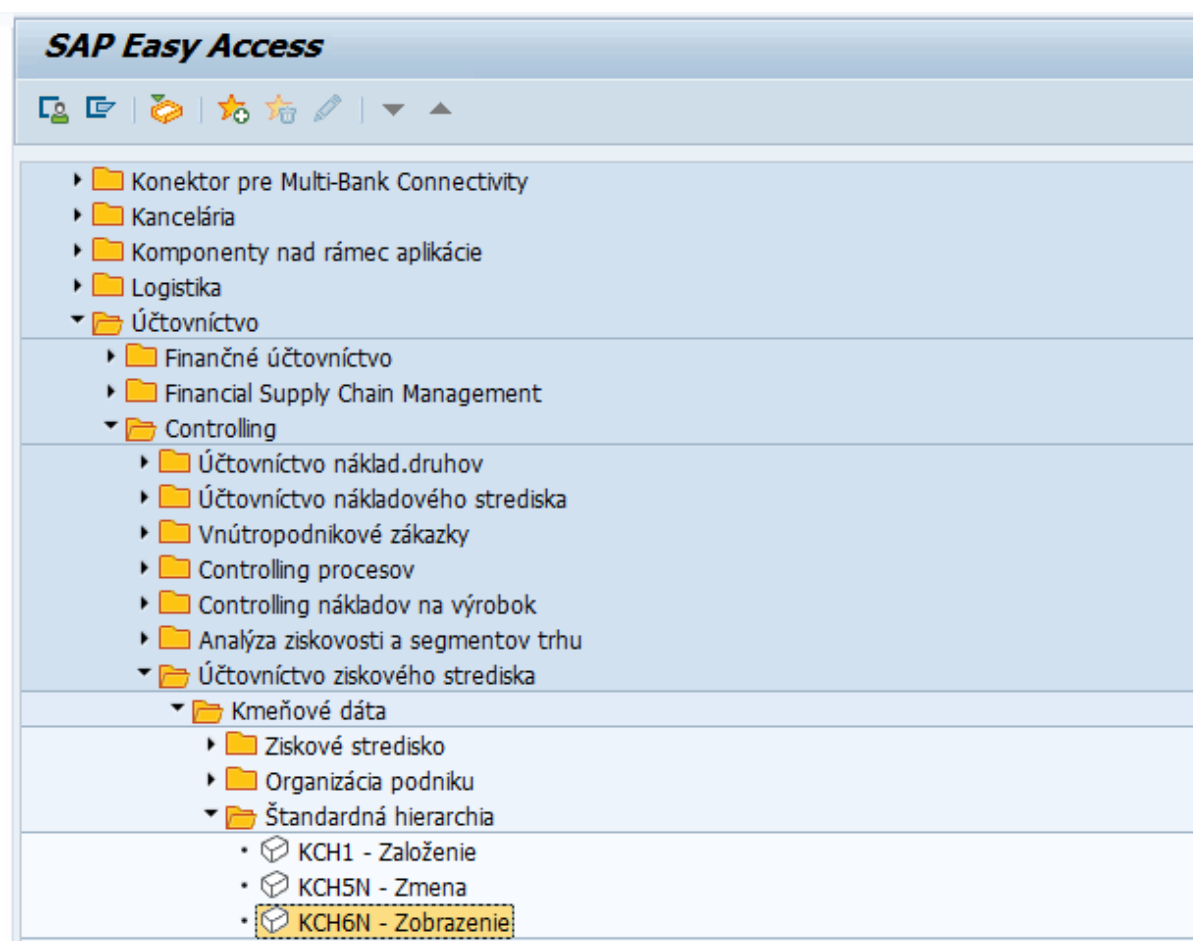 SAP Easy Access
Konektor pre Multi-Bank Connectivity
Kancelária
Komponenty nad rámec aplikácie
Logistika
Účtovníctvo
Finančné účtovníctvo
Financial Supply Chain Management
Controlling
Účtovníctvo náklad.druhov
Účtovníctvo nákladového strediska
Vnútropodnikové zákazky
Controlling procesov
Controlling nákladov na výrobok
Analýza ziskovosti a segmentov trhu
Účtovníctvo ziskového strediska
Kmeňové dáta
Ziskové stredisko
Organizácia podniku
Štandardná hierarchia
KCH1 - Založenie
KCH5N - Zmena
KCH6N - Zobrazenie